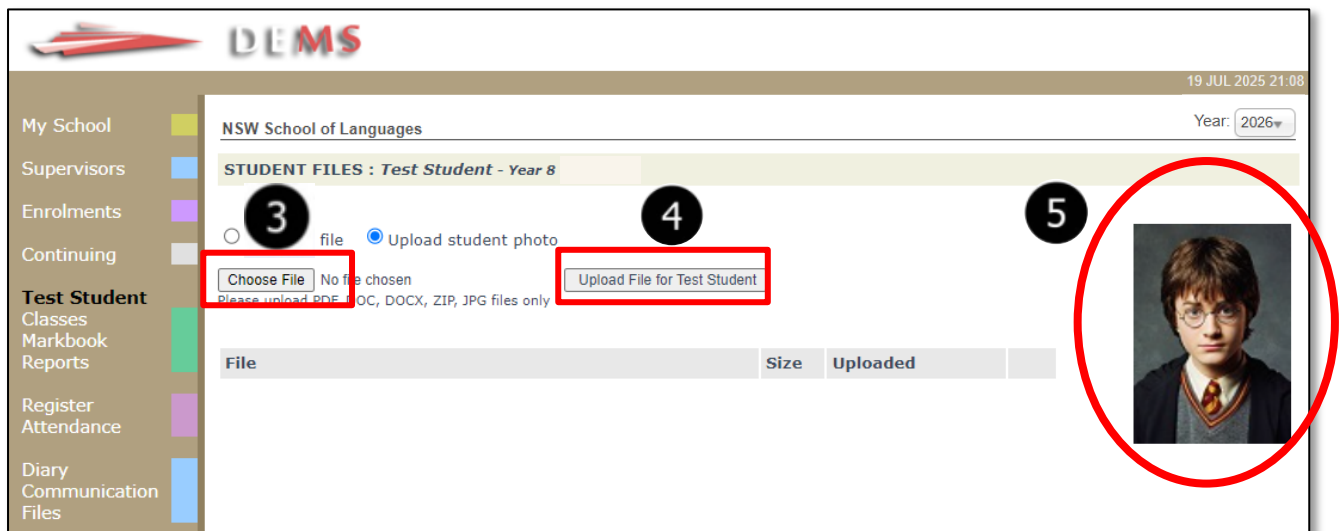 DEMS
19 JUL 2025 21:08
My School
Supervisors
Enrolments
Continuing
Test Student
Classes
Markbook
Reports
Register
Attendance
Diary
Communication
Files
NSW School of Languages
Year: 2026
STUDENT FILES : Test Student - Year 8
3
4
5
file Upload student photo
Choose File No file chosen
Upload File for Test Student
Please upload PDF, DOC, DOCX, ZIP, JPG files only
File Size Uploaded